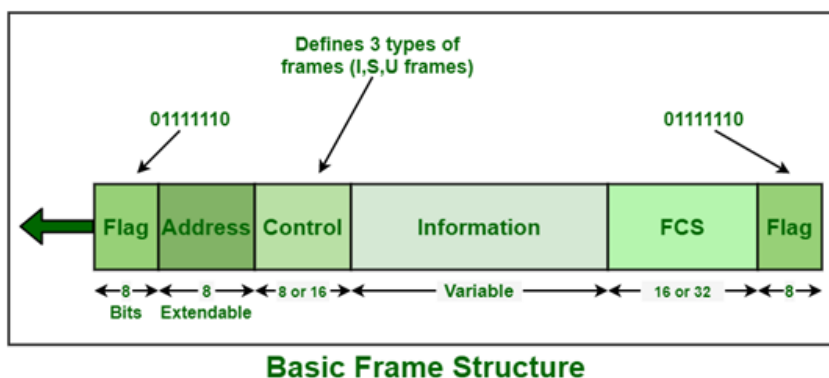 Defines 3 types of
frames (I,S,U frames)
01111110
01111110
Flag
Address
Control
Information
FCS
Flag
8
Bits
8
Extendable
8 or 16
Variable
16 or 32
8
Basic Frame Structure